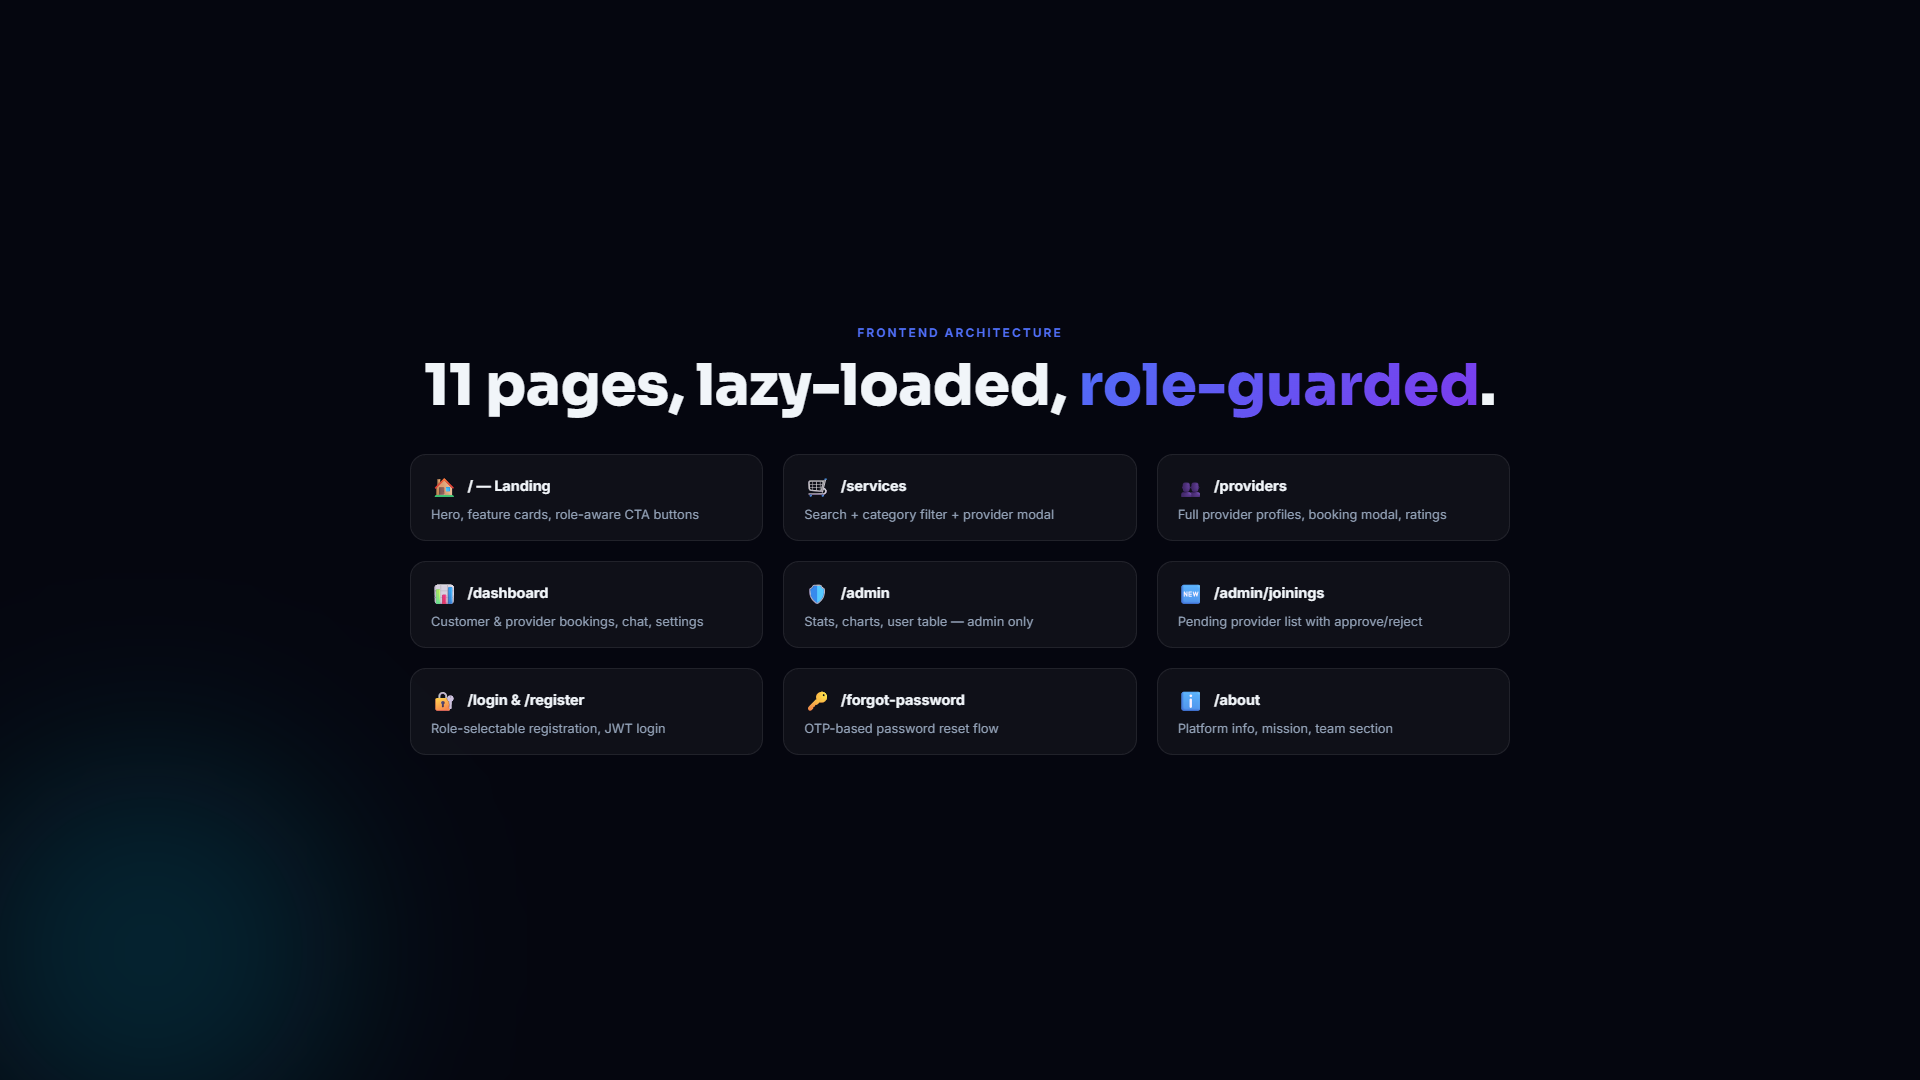 FRONTEND ARCHITECTURE
11 pages, lazy-loaded, role-guarded.
/ — Landing
Hero, feature cards, role-aware CTA buttons
/services
Search + category filter + provider modal
/providers
Full provider profiles, booking modal, ratings
/dashboard
Customer & provider bookings, chat, settings
/admin
Stats, charts, user table — admin only
NEW
/admin/joinings
Pending provider list with approve/reject
/login & /register
Role-selectable registration, JWT login
/forgot-password
OTP-based password reset flow
/about
Platform info, mission, team section